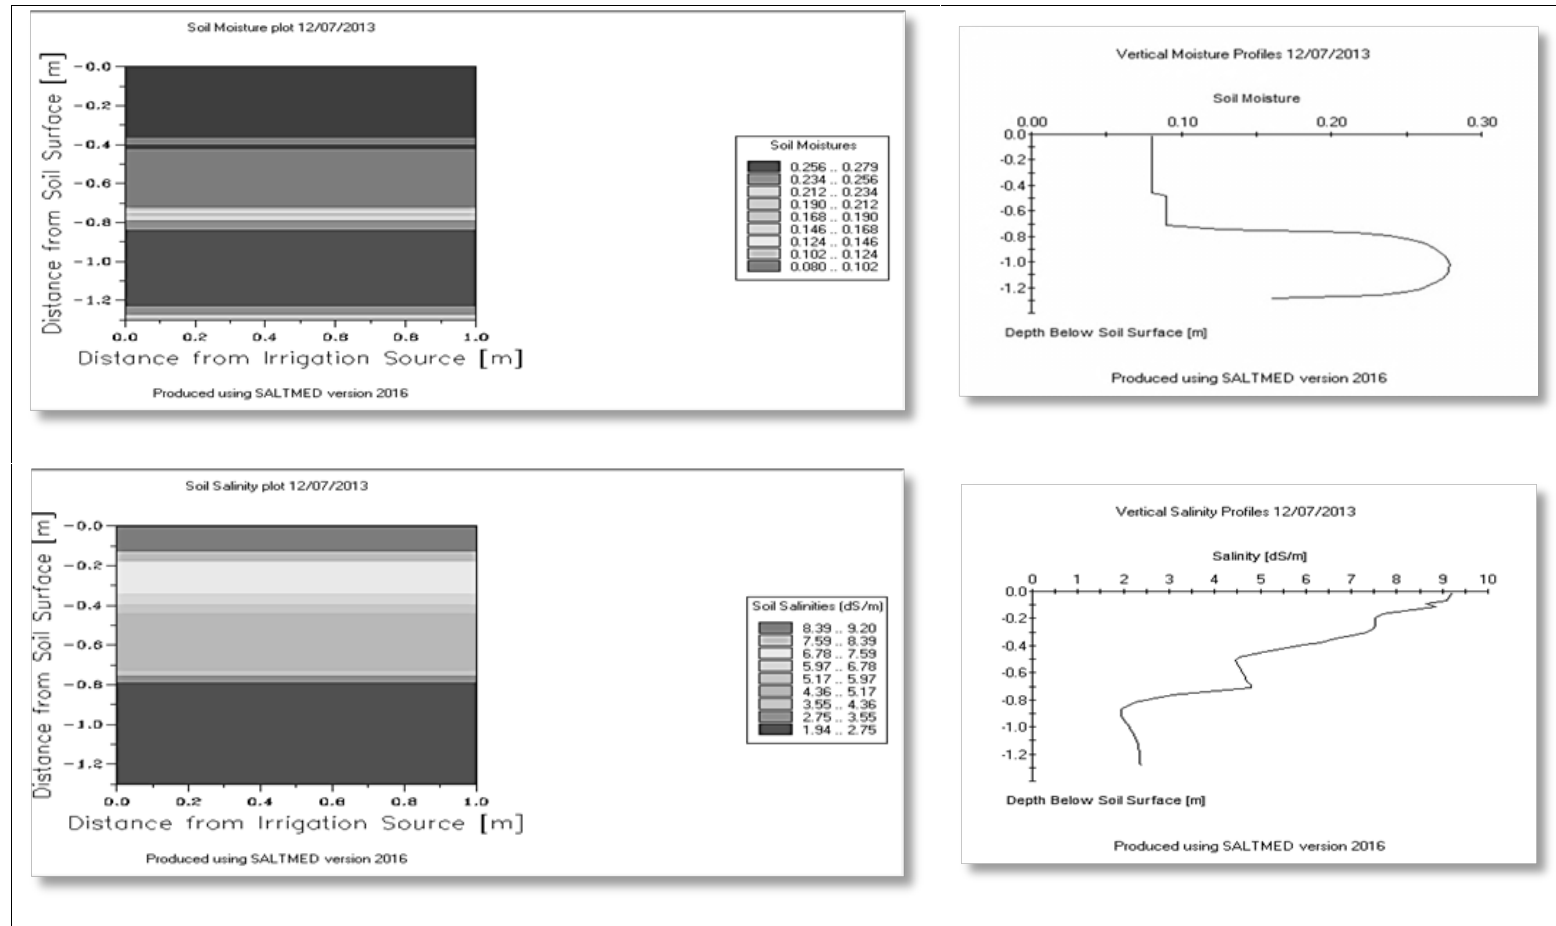 Soil Moisture plot 12/07/2013
Distance from Soil Surface [m]
-0.0
-0.2
-0.4
-0.6
-0.8
-1.0
-1.2
0.0 0.2 0.4 0.6 0.8 1.0
Distance from Irrigation Source [m]
Soil Moistures
0.256 .. 0.279
0.234 .. 0.256
0.212 .. 0.234
0.190 .. 0.212
0.168 .. 0.190
0.146 .. 0.168
0.124 .. 0.146
0.102 .. 0.124
0.080 .. 0.102
Produced using SALTMED version 2016
Vertical Moisture Profiles 12/07/2013
Soil Moisture
0.00 0.10 0.20 0.30
0.0
-0.2
-0.4
-0.6
-0.8
-1.0
-1.2
Depth Below Soil Surface [m]
Produced using SALTMED version 2016
Soil Salinity plot 12/07/2013
Distance from Soil Surface [m]
-0.0
-0.2
-0.4
-0.6
-0.8
-1.0
-1.2
0.0 0.2 0.4 0.6 0.8 1.0
Distance from Irrigation Source [m]
Soil Salinities (dS/m)
8.39 .. 9.20
7.59 .. 8.39
6.78 .. 7.59
5.97 .. 6.78
5.17 .. 5.97
4.36 .. 5.17
3.55 .. 4.36
2.75 .. 3.55
1.94 .. 2.75
Produced using SALTMED version 2016
Vertical Salinity Profiles 12/07/2013
Salinity [dS/m]
0 1 2 3 4 5 6 7 8 9 10
0.0
-0.2
-0.4
-0.6
-0.8
-1.0
-1.2
Depth Below Soil Surface [m]
Produced using SALTMED version 2016